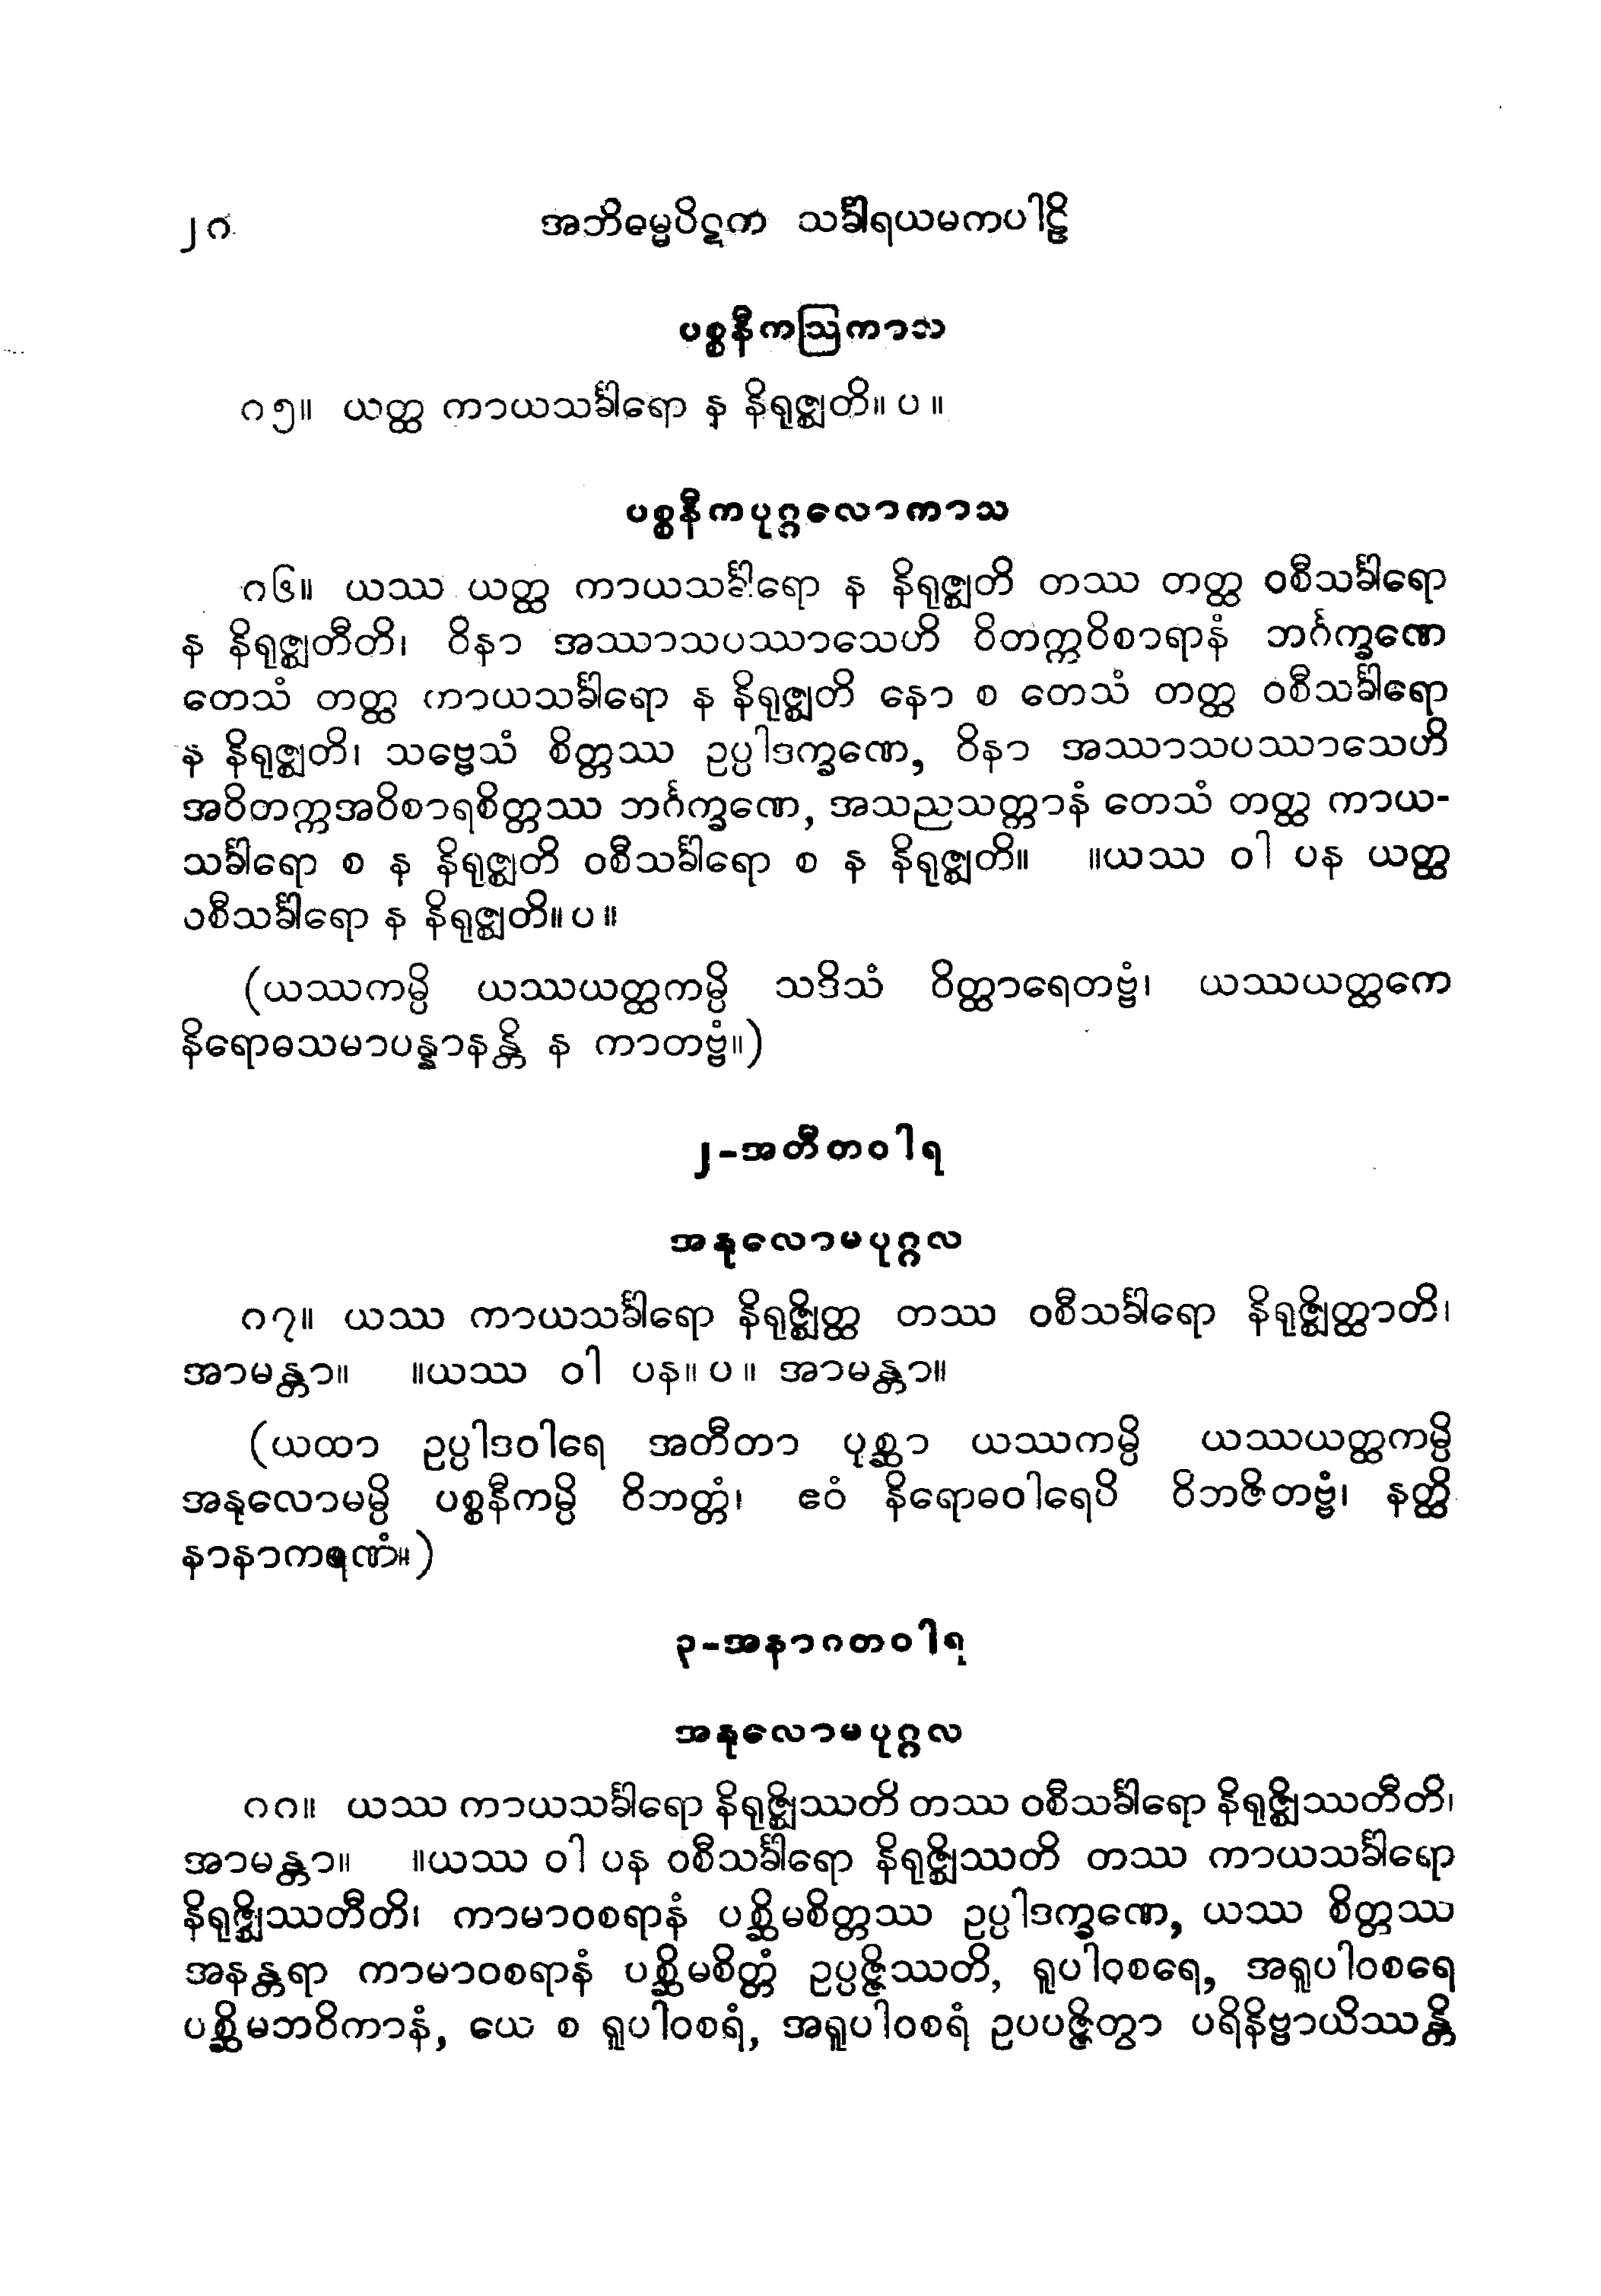 ၂၈ အဘိဓမ္မပိဋက သင်္ခါရယမကပါဠိ
ပစ္စနီကဩကာသ
၈၅။ ယတ္ထ ကာယသင်္ခါရော န နိရုဇ္ဈတိ။ ပ ။
ပစ္စနီကပုဂ္ဂလောကာသ
၈၆။ ယဿ ယတ္ထ ကာယသင်္ခါရော န နိရုဇ္ဈတိ တဿ တတ္ထ ဝစီသင်္ခါရော
န နိရုဇ္ဈတီတိ၊ ဝိနာ အဿာသပဿာသေဟိ ဝိတက္ကဝိစာရာနံ ဘင်္ဂက္ခဏေ
တေသံ တတ္ထ ကာယသင်္ခါရော န နိရုဇ္ဈတိ နော စ တေသံ တတ္ထ ဝစီသင်္ခါရော
န နိရုဇ္ဈတိ၊ သဗ္ဗေသံ စိတ္တဿ ဥပ္ပါဒက္ခဏေ, ဝိနာ အဿာသပဿာသေဟိ
အဝိတက္ကအဝိစာရစိတ္တဿ ဘင်္ဂက္ခဏေ, အသညသတ္တာနံ တေသံ တတ္ထ ကာယ-
သင်္ခါရော စ န နိရုဇ္ဈတိ ဝစီသင်္ခါရော စ န နိရုဇ္ဈတိ။ ။ယဿ ဝါ ပန ယတ္ထ
ဝစီသင်္ခါရော န နိရုဇ္ဈတိ။ ပ ။
(ယဿကမ္ပိ ယဿယတ္ထကမ္ပိ သဒိသံ ဝိတ္ထာရေတဗ္ဗံ၊ ယဿယတ္ထကေ
နိရောဓသမာပန္နာနန္တိ န ကာတဗ္ဗံ။)
၂-အတီတဝါရ
အနုလောမပုဂ္ဂလ
၈၇။ ယဿ ကာယသင်္ခါရော နိရုဇ္ဈိတ္ထ တဿ ဝစီသင်္ခါရော နိရုဇ္ဈိတ္ထာတိ၊
အာမန္တာ။ ။ယဿ ဝါ ပန။ ပ ။ အာမန္တာ။
(ယထာ ဥပ္ပါဒဝါရေ အတီတာ ပုစ္ဆာ ယဿကမ္ပိ ယဿယတ္ထကမ္ပိ
အနုလောမမ္ပိ ပစ္စနီကမ္ပိ ဝိဘတ္တံ၊ ဧဝံ နိရောဓဝါရေပိ ဝိဘဇိတဗ္ဗံ၊ နတ္ထိ
နာနာကရဏံ။)
၃-အနာဂတဝါရ
အနုလောမပုဂ္ဂလ
၈၈။ ယဿ ကာယသင်္ခါရော နိရုဇ္ဈိဿတိ တဿ ဝစီသင်္ခါရော နိရုဇ္ဈိဿတီတိ၊
အာမန္တာ။ ။ယဿ ဝါ ပန ဝစီသင်္ခါရော နိရုဇ္ဈိဿတိ တဿ ကာယသင်္ခါရော
နိရုဇ္ဈိဿတီတိ၊ ကာမာဝစရာနံ ပစ္ဆိမစိတ္တဿ ဥပ္ပါဒက္ခဏေ, ယဿ စိတ္တဿ
အနန္တရာ ကာမာဝစရာနံ ပစ္ဆိမစိတ္တံ ဥပ္ပဇ္ဇိဿတိ, ရူပါဝစရေ, အရူပါဝစရေ
ပစ္ဆိမဘဝိကာနံ, ယေ စ ရူပါဝစရံ, အရူပါဝစရံ ဥပပဇ္ဇိတွာ ပရိနိဗ္ဗာယိဿန္တိ